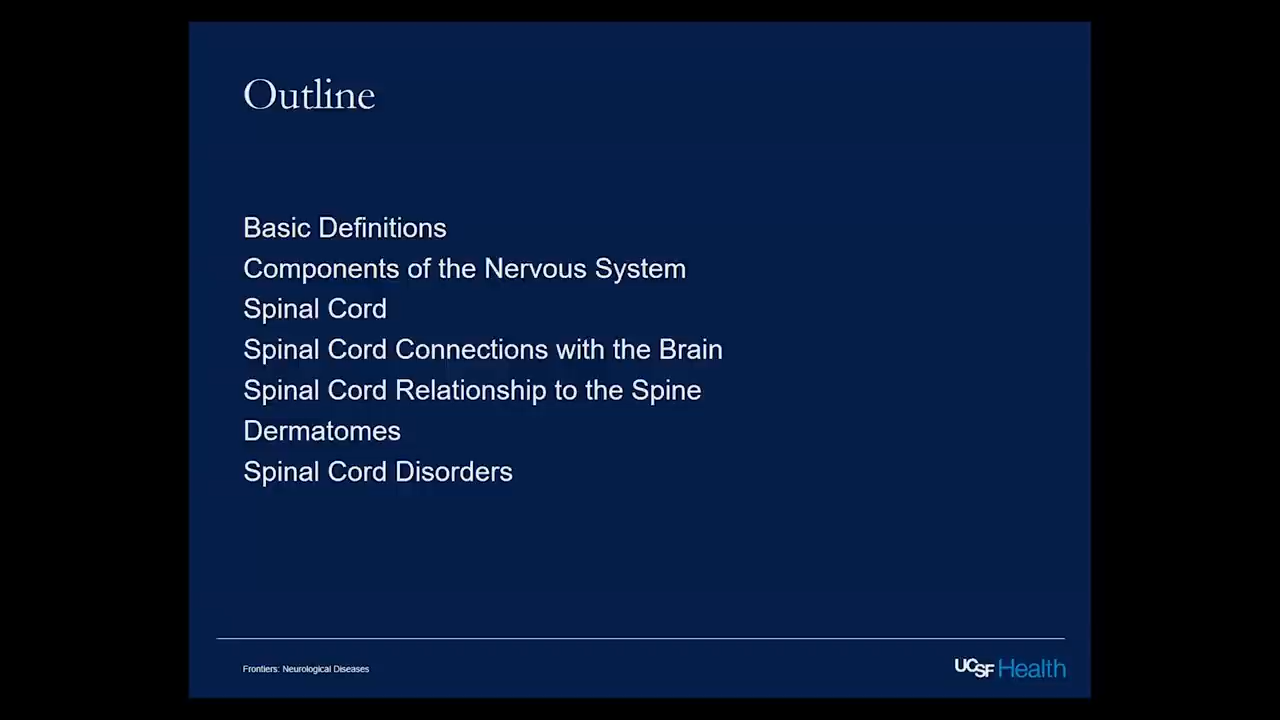 Outline
Basic Definitions
Components of the Nervous System
Spinal Cord
Spinal Cord Connections with the Brain
Spinal Cord Relationship to the Spine
Dermatomes
Spinal Cord Disorders
Frontiers: Neurological Diseases
UCSF Health